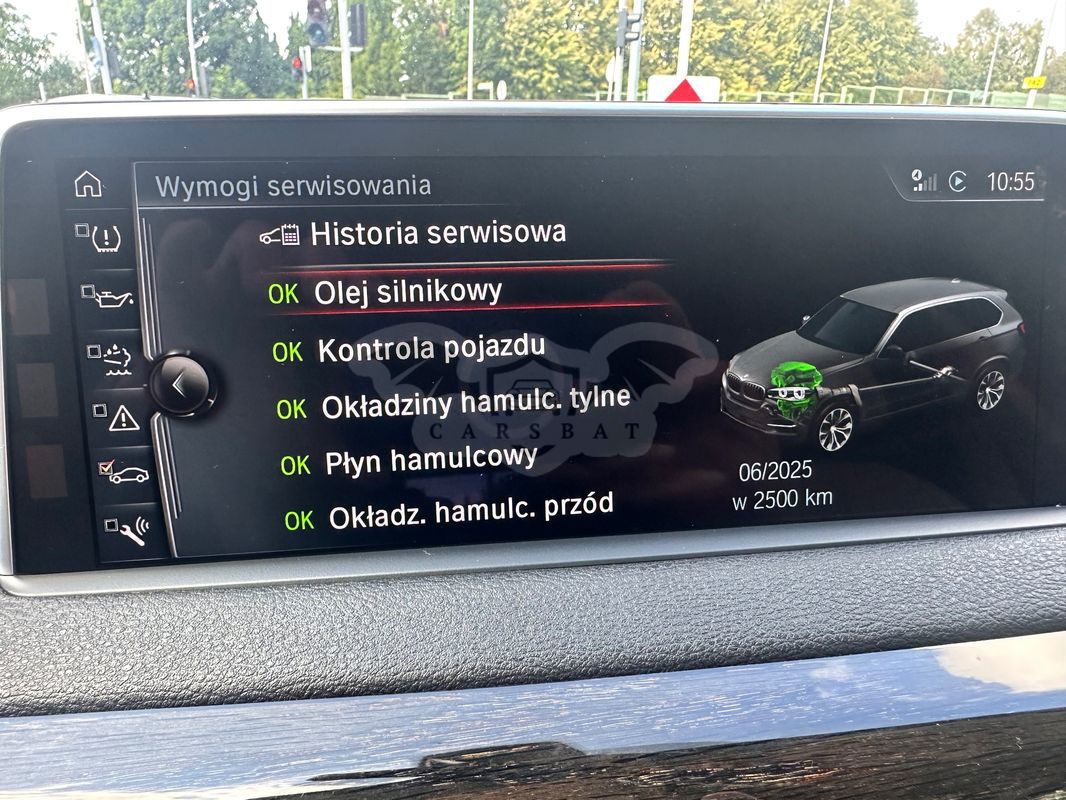 Wymogi serwisowania
10:55
Historia serwisowa
OK Olej silnikowy
OK Kontrola pojazdu
OK Okładziny hamulc. tylne
CARSBAT
OK Płyn hamulcowy
OK Okładz. hamulc. przód
06/2025
w 2500 km